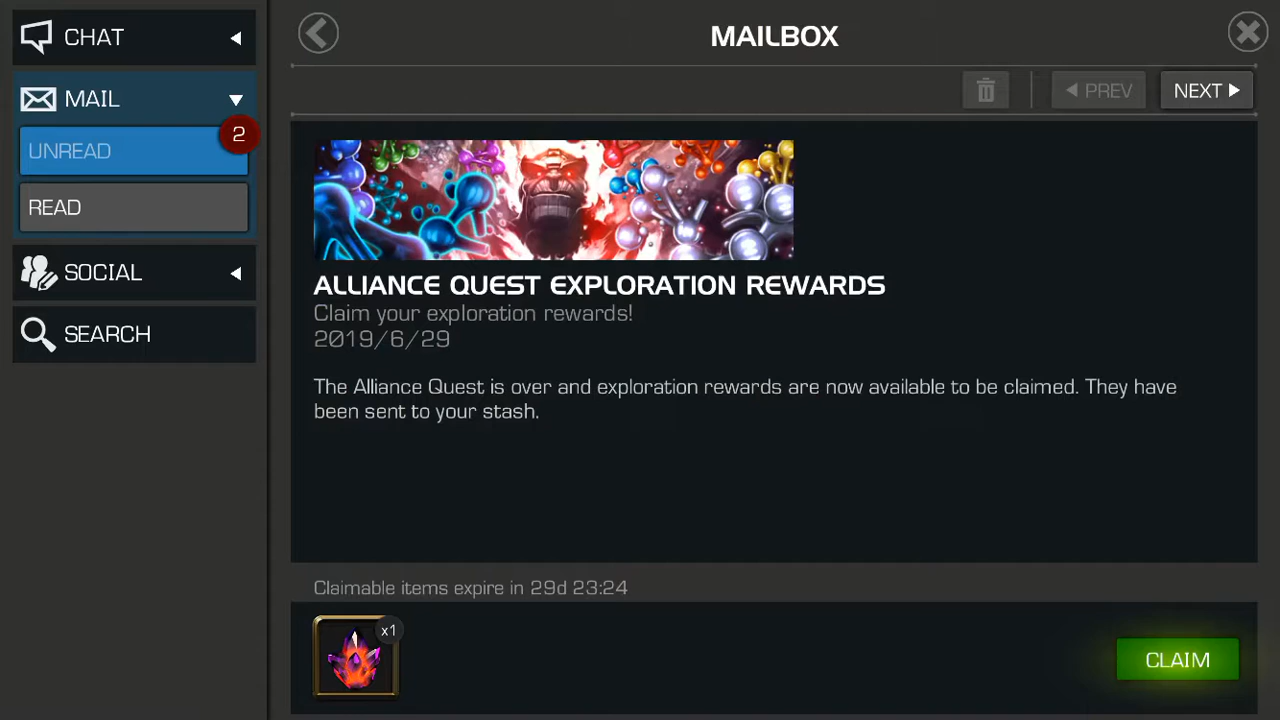 CHAT
MAIL
2
UNREAD
READ
SOCIAL
SEARCH
MAILBOX
PREV
NEXT
ALLIANCE QUEST EXPLORATION REWARDS
Claim your exploration rewards!
2019/6/29
The Alliance Quest is over and exploration rewards are now available to be claimed. They have
been sent to your stash.
Claimable items expire in 29d 23:24
x1
CLAIM